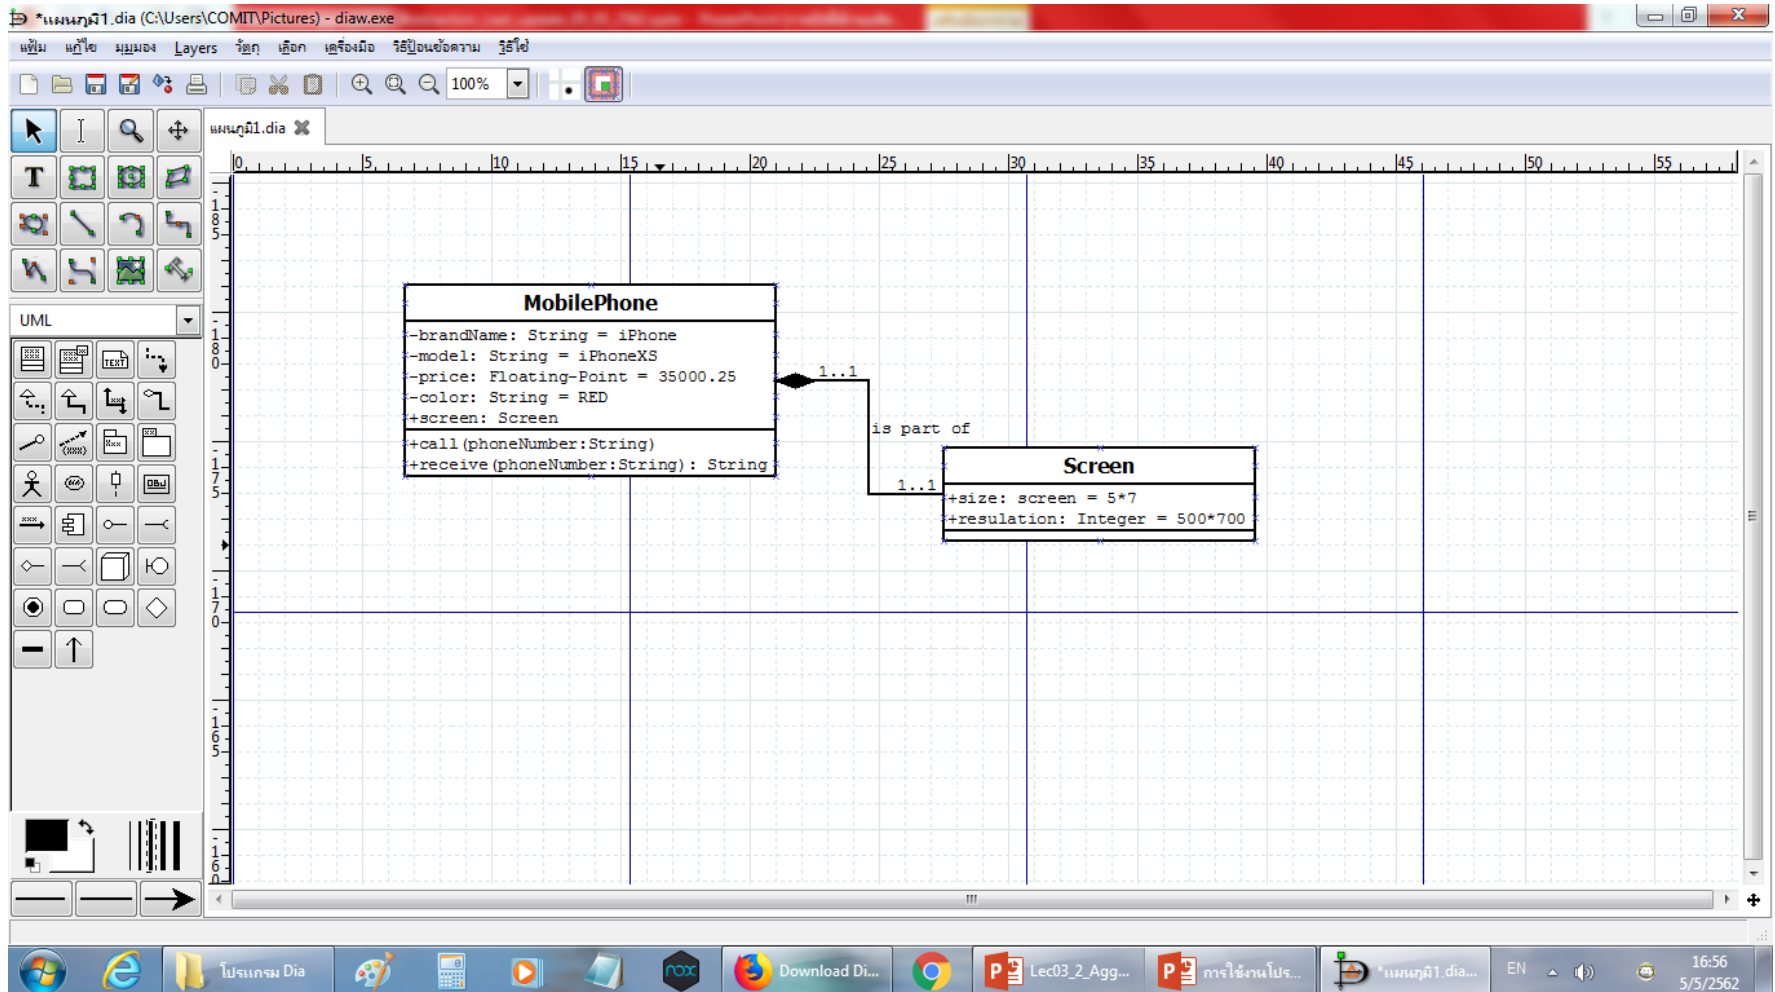 *แผนภูมิ1.dia (C:\Users\COMIT\Pictures) - diaw.exe
แฟ้ม แก้ไข มุมมอง Layers วัตถุ เลือก เครื่องมือ วิธีป้อนข้อความ วิธีใช้
100%
แผนภูมิ1.dia
0 5 10 15 20 25 30 35 40 45 50 55
T
UML
MobilePhone
-brandName: String = iPhone
-model: String = iPhoneXS
-price: Floating-Point = 35000.25
-color: String = RED
+screen: Screen
+call(phoneNumber:String)
+receive(phoneNumber:String): String
1..1
is part of
1..1
Screen
+size: screen = 5*7
+resulation: Integer = 500*700
-185
-180
-175
-170
-165
-160
โปรแกรม Dia
nox
Download Di...
Lec03_2_Agg...
การใช้งานโปร...
*แผนภูมิ1.dia...
EN
16:56
5/5/2562